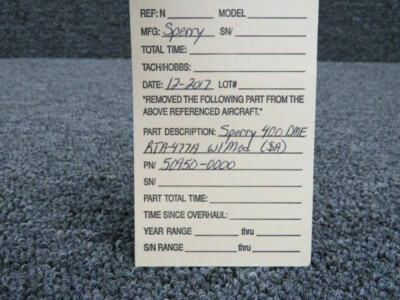 REF: N MODEL
MFG: Sperry SN/
TOTAL TIME:
TACH/HOBBS:
DATE: 12-2017 LOT#
"REMOVED THE FOLLOWING PART FROM THE
ABOVE REFERENCED AIRCRAFT."
PART DESCRIPTION: Sperry 400 DME
RTA-477A W/Mod (SA)
PN/ 50950-0000
SN/
PART TOTAL TIME:
TIME SINCE OVERHAUL:
YEAR RANGE thru
S/N RANGE thru